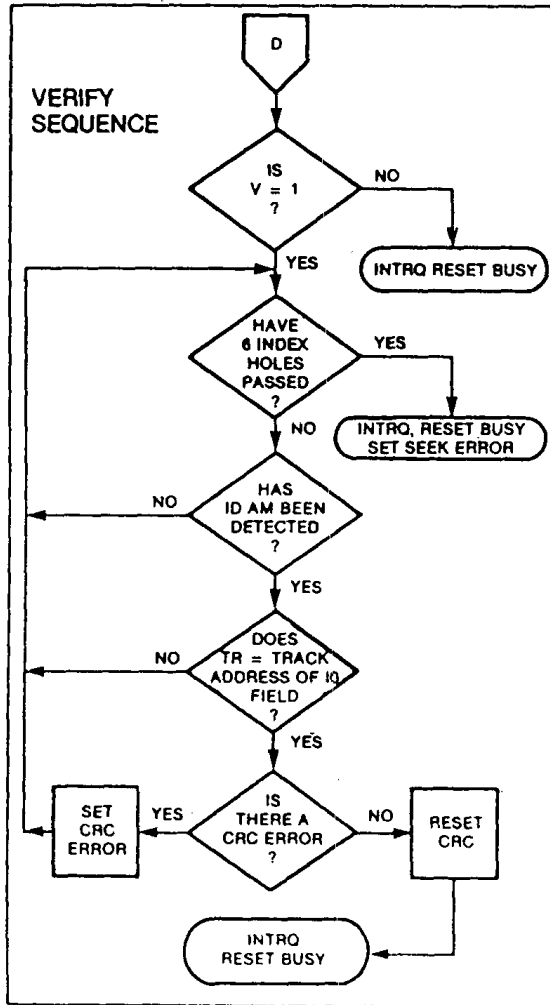 D
VERIFY
SEQUENCE
IS
V = 1
?
NO
INTRQ RESET BUSY
YES
HAVE
6 INDEX
HOLES
PASSED
?
YES
INTRQ, RESET BUSY
SET SEEK ERROR
NO
HAS
ID AM BEEN
DETECTED
?
NO
YES
DOES
TR = TRACK
ADDRESS OF ID
FIELD
?
NO
YES
IS
THERE A
CRC ERROR
?
YES
SET
CRC
ERROR
NO
RESET
CRC
INTRQ
RESET BUSY